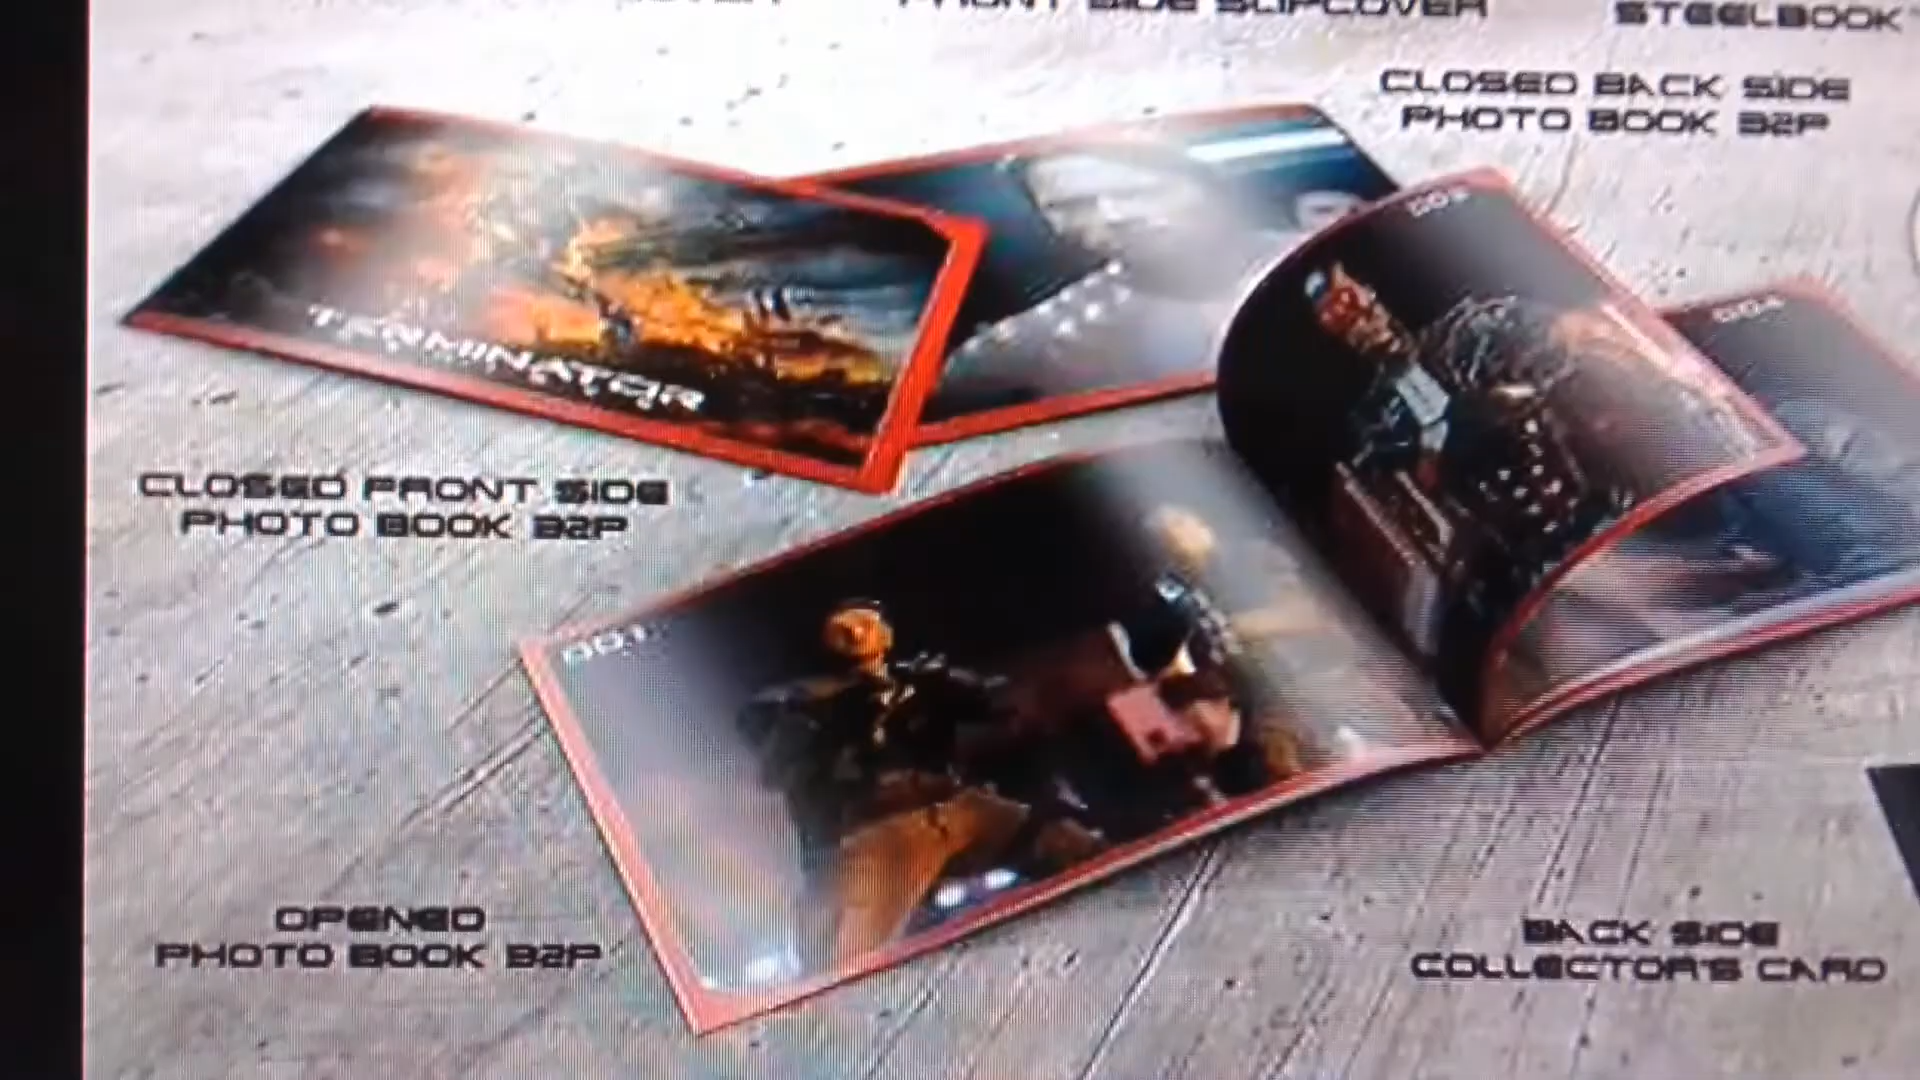 FRONT SIDE SLIPCOVER
STEELBOOK
CLOSED BACK SIDE
PHOTO BOOK 32P
004
TERMINATOR
CLOSED FRONT SIDE
PHOTO BOOK 32P
001
OPENED
PHOTO BOOK 32P
BACK SIDE
COLLECTOR'S CARD